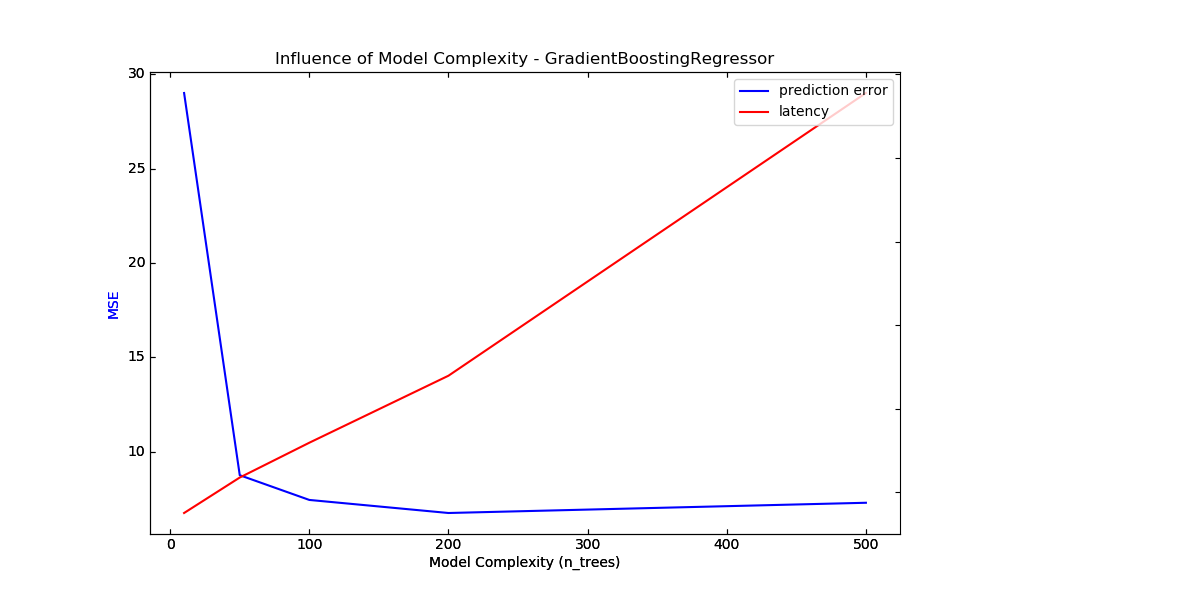 Influence of Model Complexity - GradientBoostingRegressor
prediction error
latency
30
25
20
15
10
MSE
0 100 200 300 400 500
Model Complexity (n_trees)